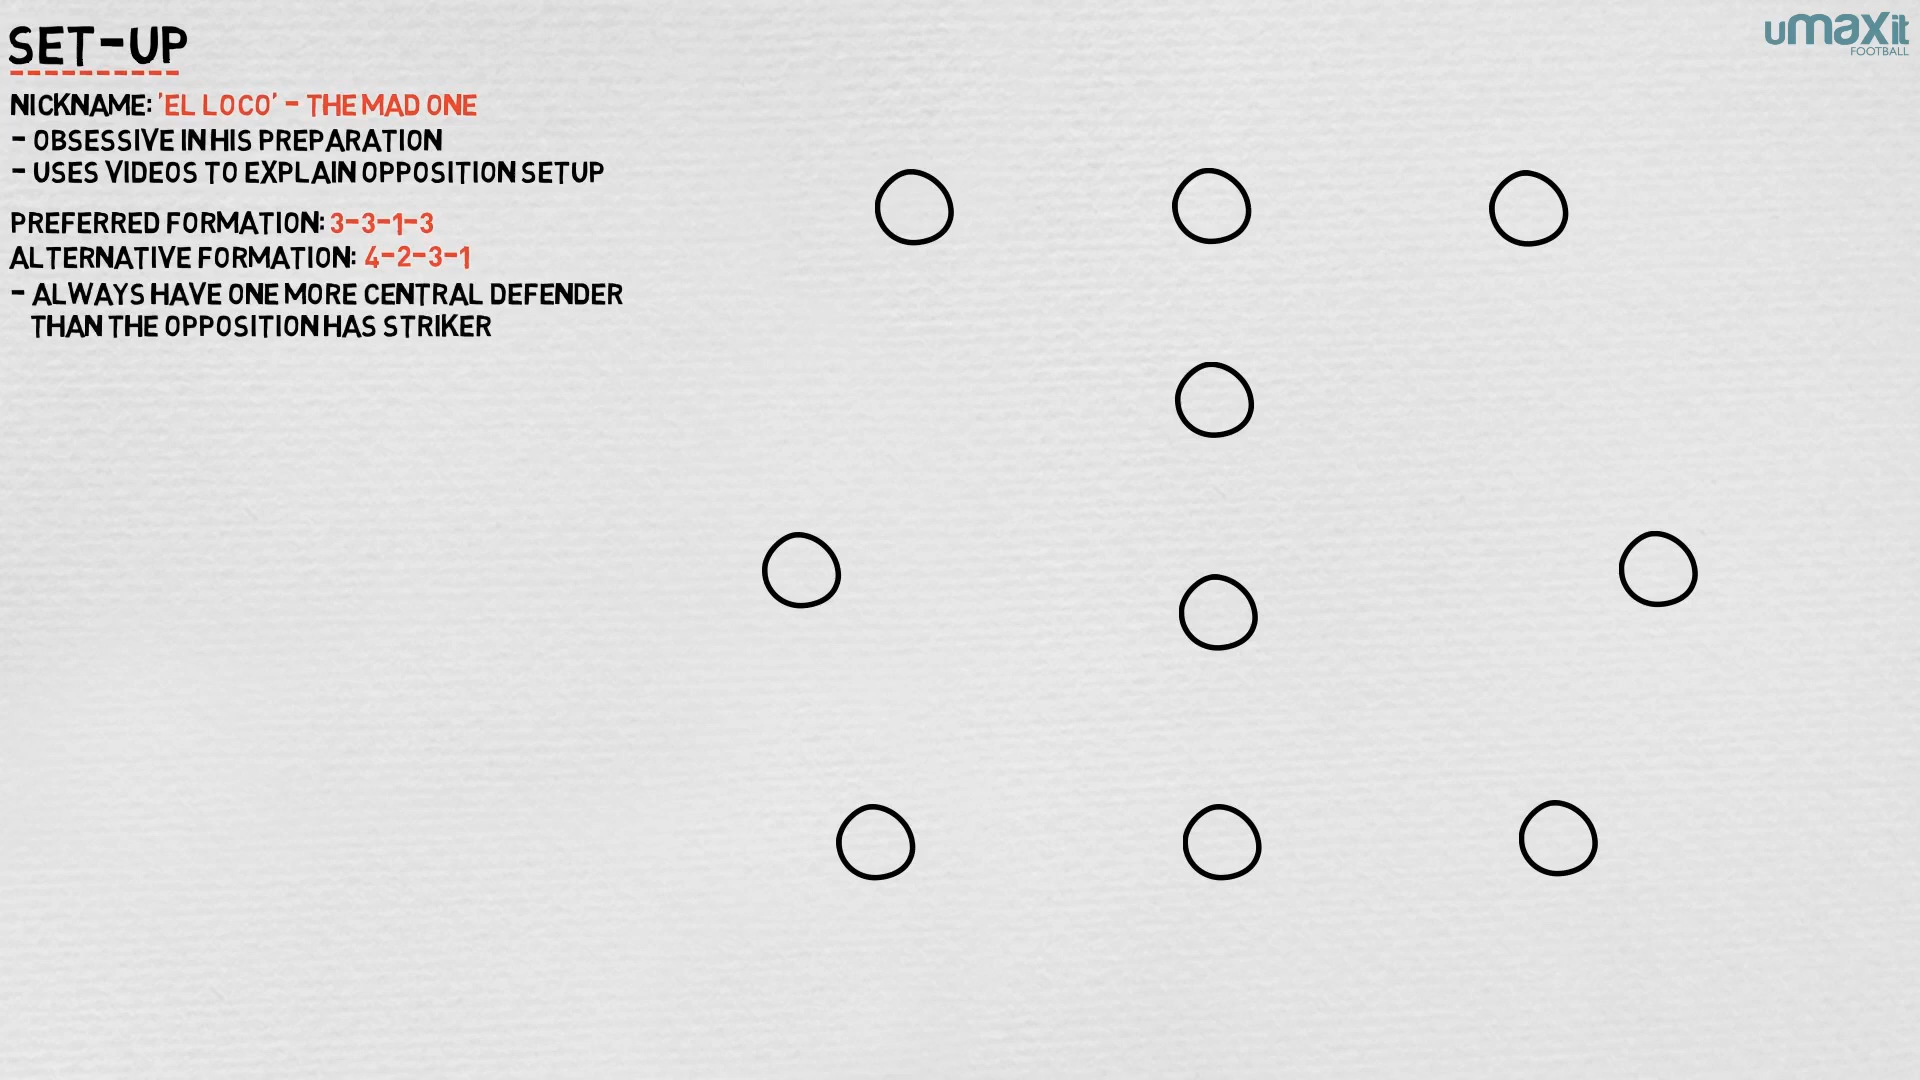 SET-UP
NICKNAME: 'EL LOCO' - THE MAD ONE
- OBSESSIVE IN HIS PREPARATION
- USES VIDEOS TO EXPLAIN OPPOSITION SETUP
PREFERRED FORMATION: 3-3-1-3
ALTERNATIVE FORMATION: 4-2-3-1
- ALWAYS HAVE ONE MORE CENTRAL DEFENDER
THAN THE OPPOSITION HAS STRIKER
umaxit
FOOTBALL